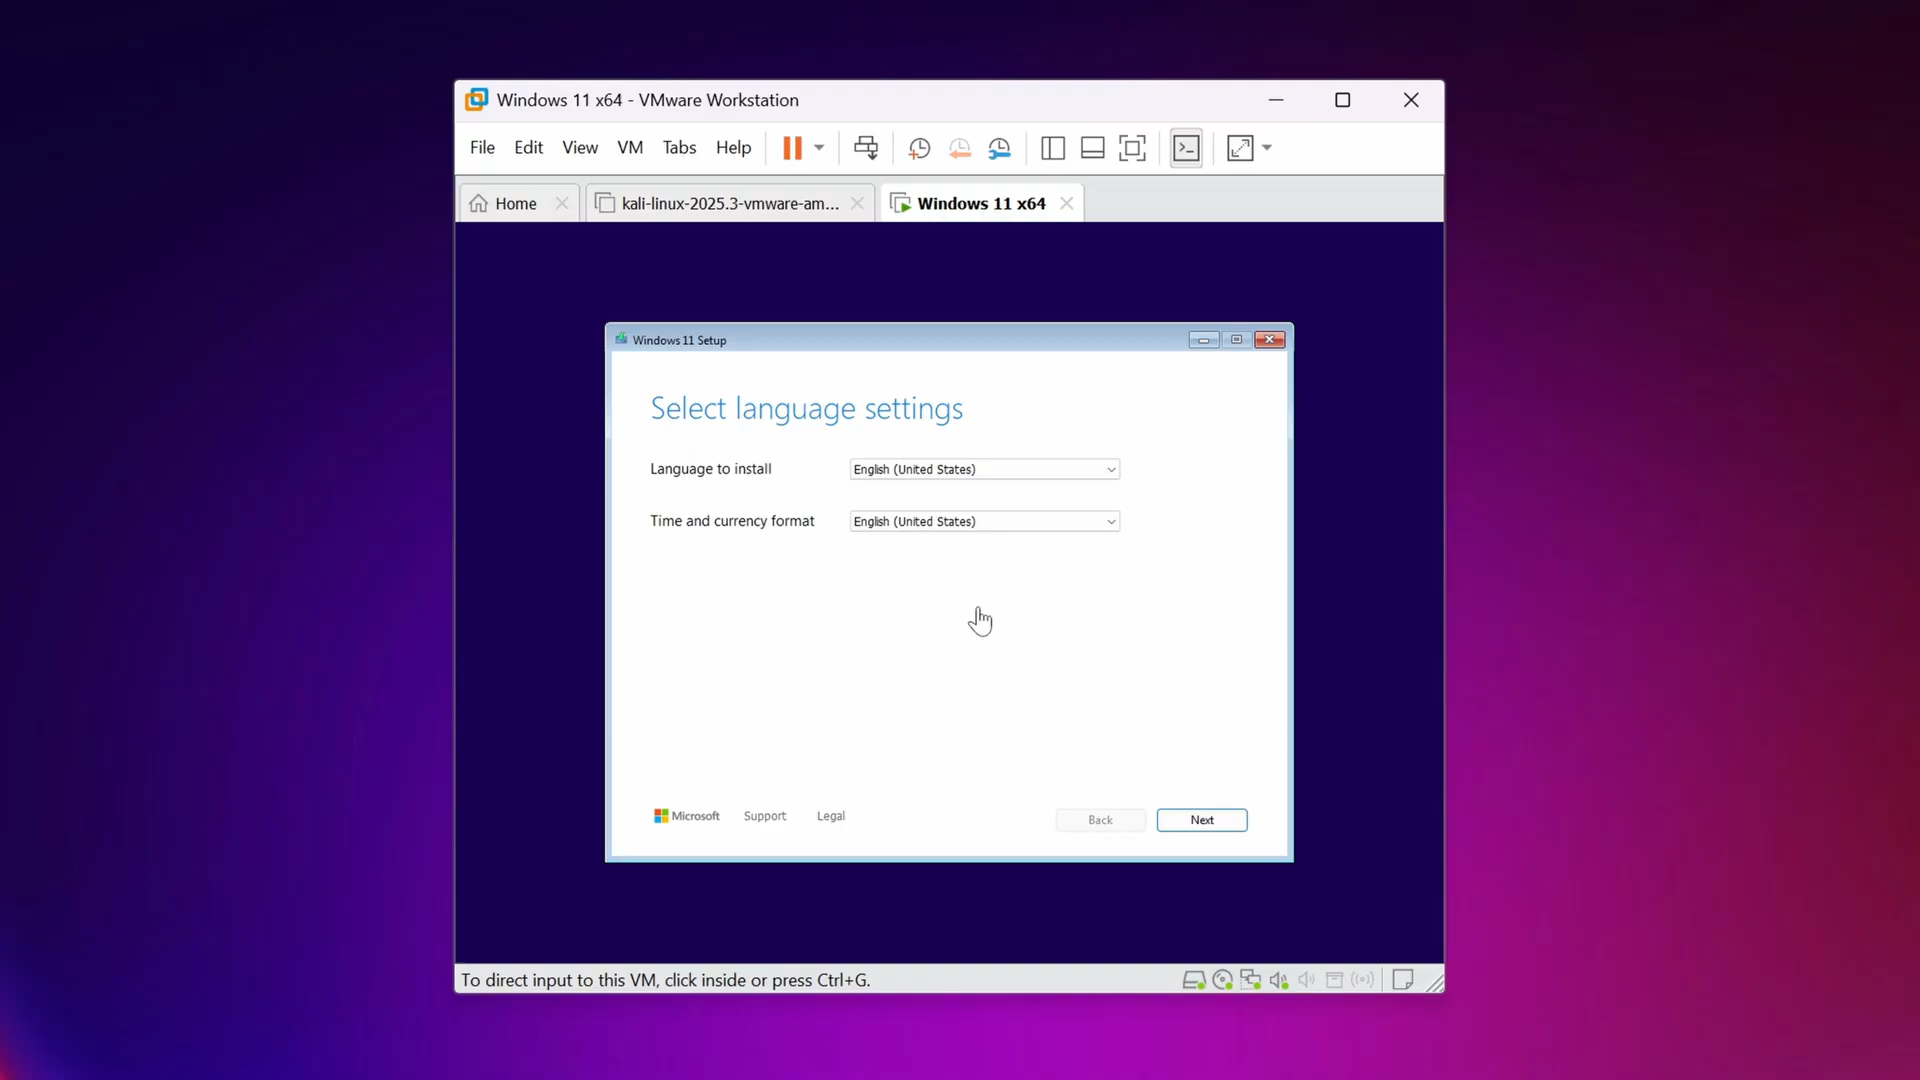 Windows 11 x64 - VMware Workstation
File Edit View VM Tabs Help
Home kali-linux-2025.3-vmware-am... Windows 11 x64
Windows 11 Setup
Select language settings
Language to install English (United States)
Time and currency format English (United States)
Microsoft Support Legal Back Next
To direct input to this VM, click inside or press Ctrl+G.